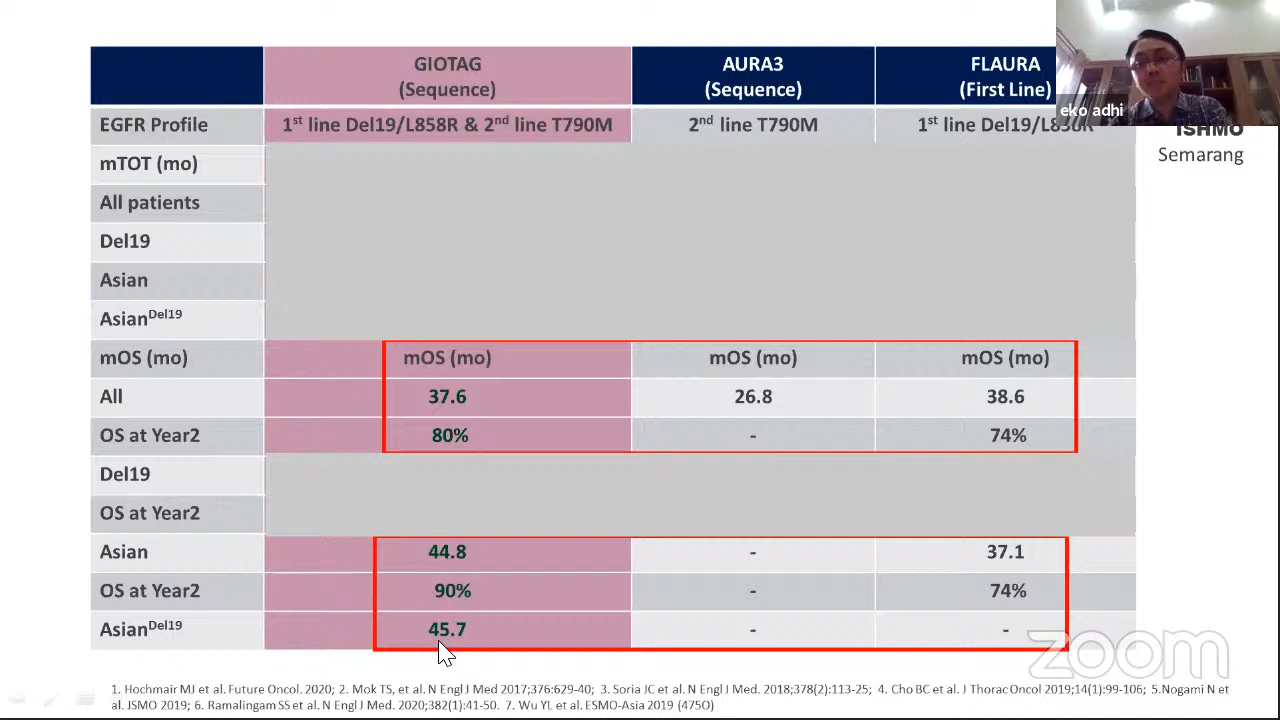 GIOTAG
(Sequence)
AURA3
(Sequence)
FLAURA
(First Line)
eko adhi
ISHMO
Semarang
EGFR Profile 1st line Del19/L858R & 2nd line T790M 2nd line T790M 1st line Del19/L858R
mTOT (mo)
All patients
Del19
Asian
AsianDel19
mOS (mo) mOS (mo) mOS (mo) mOS (mo)
All 37.6 26.8 38.6
OS at Year2 80% - 74%
Del19
OS at Year2
Asian 44.8 - 37.1
OS at Year2 90% - 74%
AsianDel19 45.7 - -
zoom
1. Hochmair MJ et al. Future Oncol. 2020; 2. Mok TS, et al. N Engl J Med 2017;376:629-40; 3. Soria JC et al. N Engl J Med. 2018:378(2):113-25; 4. Cho BC et al. J Thorac Oncol 2019;14(1):99-106; 5.Nogami N et
al. JSMO 2019; 6. Ramalingam SS et al. N Engl J Med. 2020;382(1):41-50. 7. Wu YL et al. ESMO-Asia 2019 (475O)